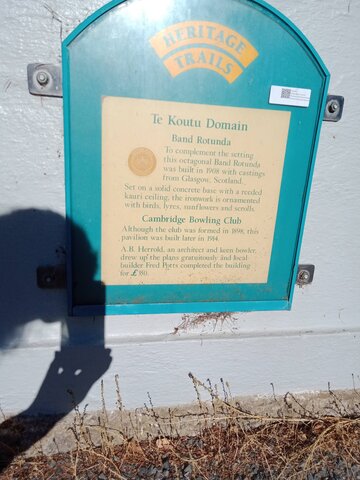 HERITAGE
TRAILS
Te Koutu Domain
Band Rotunda
To complement the setting
this octagonal Band Rotunda
was built in 1908 with castings
from Glasgow, Scotland.
Set on a solid concrete base with a reeded
kauri ceiling, the ironwork is ornamented
with birds, lyres, sunflowers and scrolls.
Cambridge Bowling Club
Although the club was formed in 1898, this
pavilion was built later in 1914.
A.B. Herrold, an architect and keen bowler,
drew up the plans gratuitously and local
builder Fred Potts completed the building
for £380.